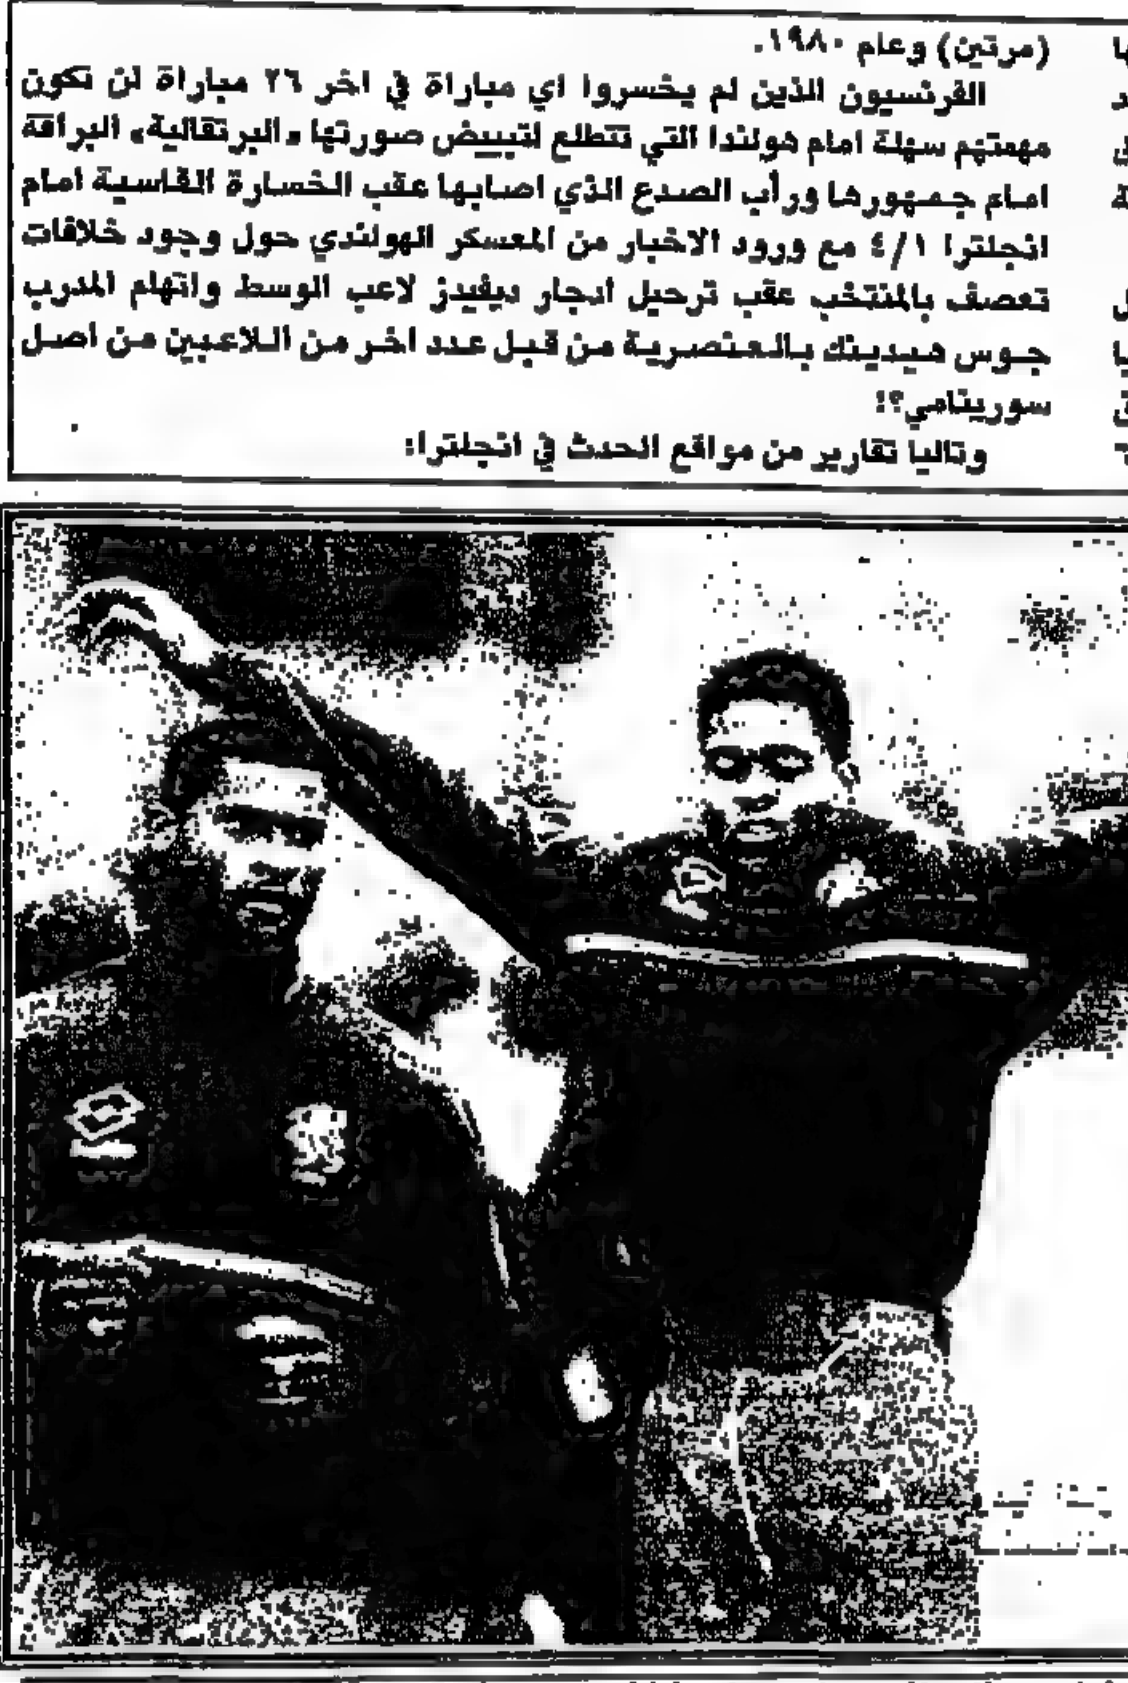 (مرتين) وعام ١٩٨٠.
الفرنسيون الذين لم يخسروا اي مباراة في اخر ٢٦ مباراة لن تكون
مهمتهم سهلة امام هولندا التي تتطلع لتبييض صورتها «البرتقالية» البراقة
امام جمهورها ورأب الصدع الذي اصابها عقب الخسارة القاسية امام
انجلترا ٤/١ مع ورود الاخبار من المعسكر الهولندي حول وجود خلافات
تعصف بالمنتخب عقب ترحيل ادجار ديفيدز لاعب الوسط واتهام المدرب
جوس هيدينك بالعنصرية من قبل عدد اخر من اللاعبين من اصل
سورينامي؟!
وتاليا تقارير من مواقع الحدث في انجلترا: